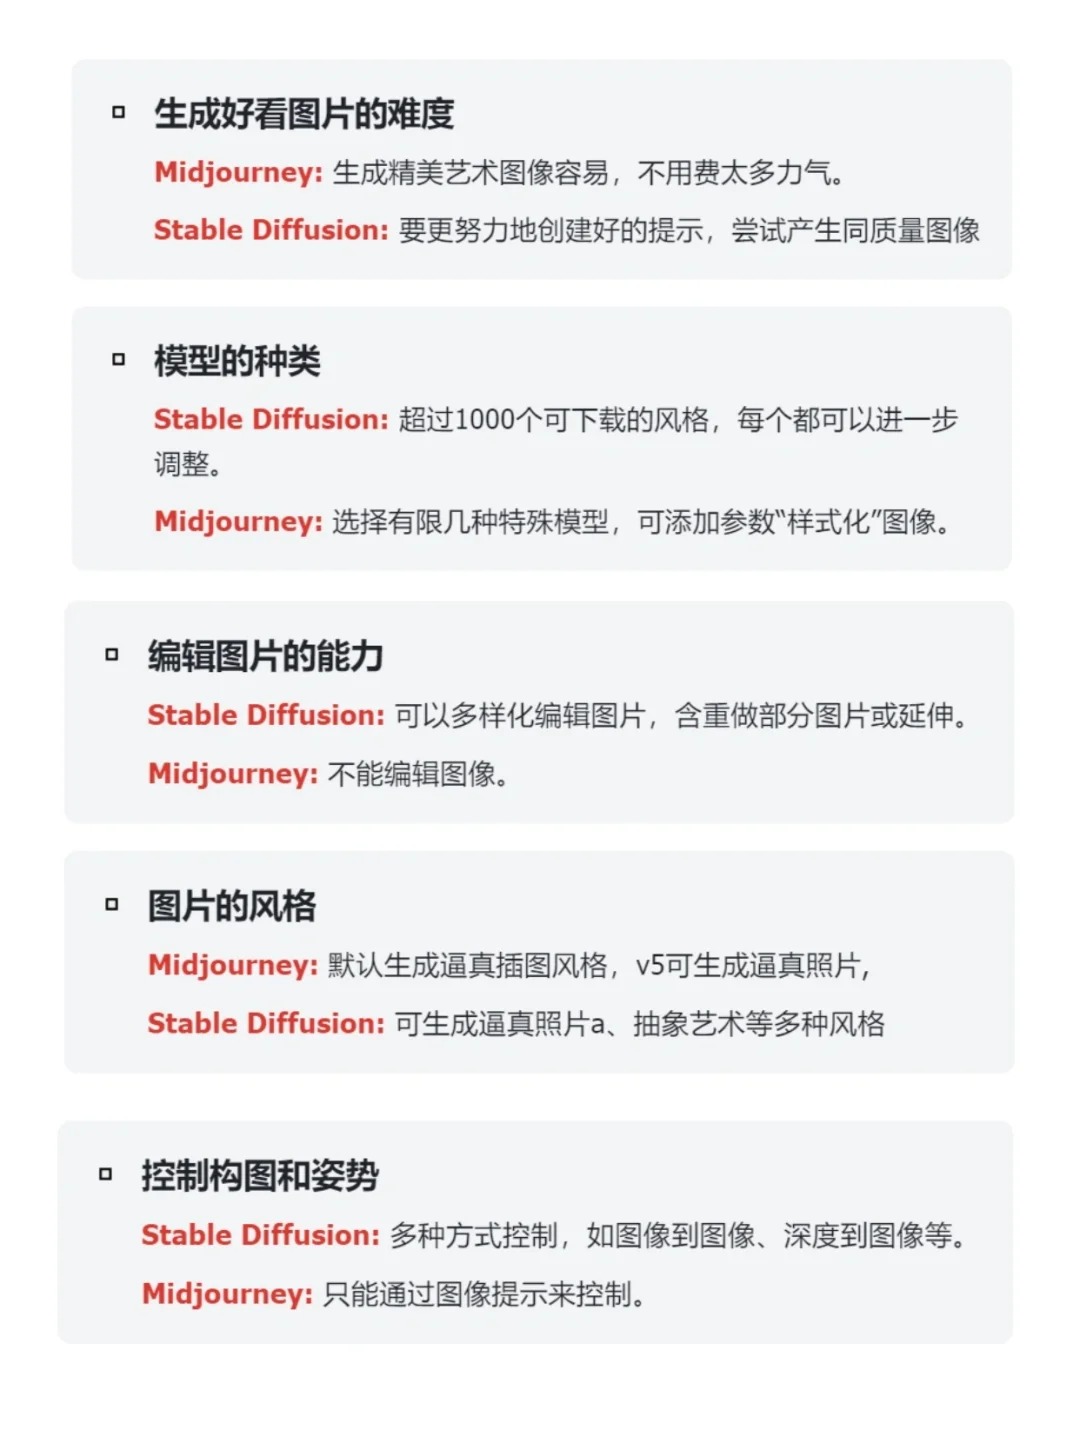 生成好看图片的难度
Midjourney: 生成精美艺术图像容易，不用费太多力气。
Stable Diffusion: 要更努力地创建好的提示，尝试产生同质量图像
模型的种类
Stable Diffusion: 超过1000个可下载的风格，每个都可以进一步
调整。
Midjourney: 选择有限几种特殊模型，可添加参数“样式化”图像。
编辑图片的能力
Stable Diffusion: 可以多样化编辑图片，含重做部分图片或延伸。
Midjourney: 不能编辑图像。
图片的风格
Midjourney: 默认生成逼真插图风格，v5可生成逼真照片,
Stable Diffusion: 可生成逼真照片a、抽象艺术等多种风格
控制构图和姿势
Stable Diffusion: 多种方式控制，如图像到图像、深度到图像等。
Midjourney: 只能通过图像提示来控制。